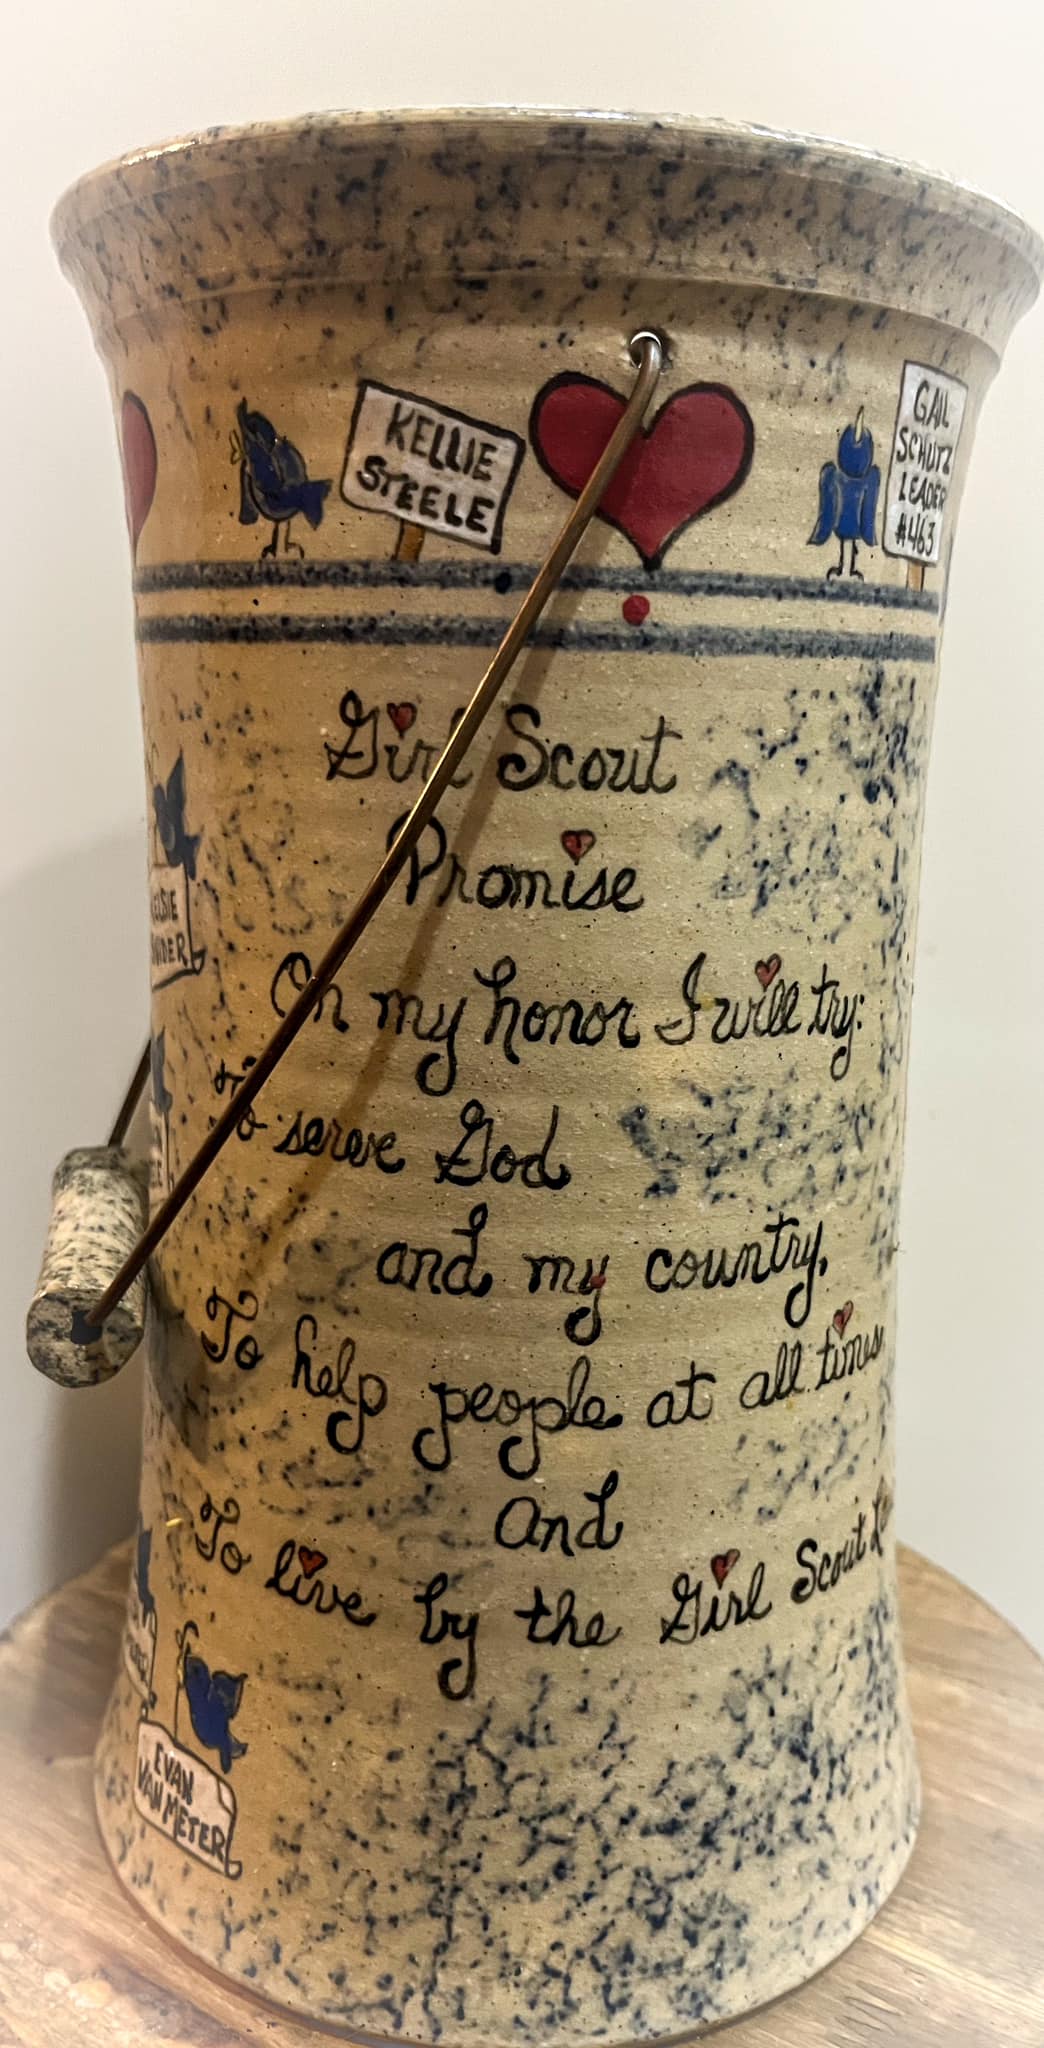 KELLIE
STEELE
GAIL
SCHUTZ
LEADER
#463
Girl Scout
Promise
On my honor I will try:
To serve God
and my country,
To help people at all times
And
To live by the Girl Scout
EVAN
VAN METER